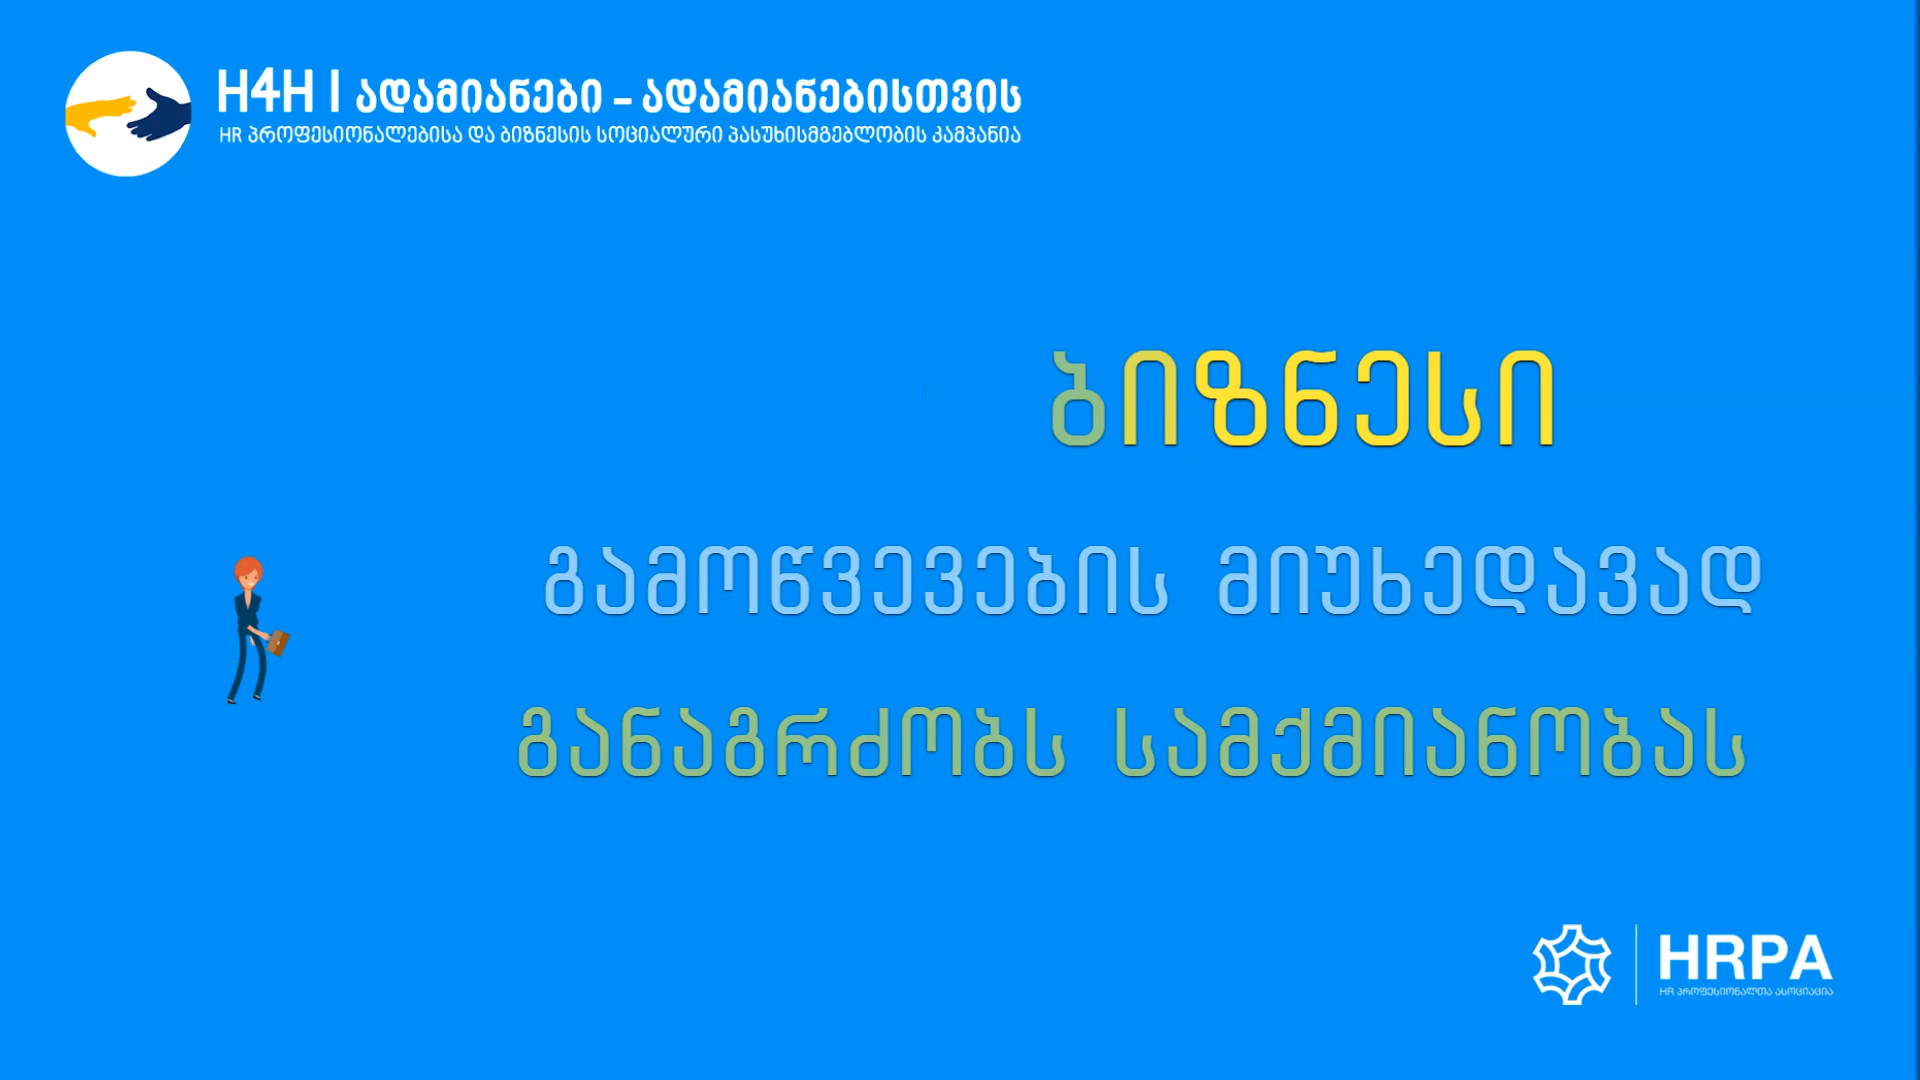 H4H | ადამიანები – ადამიანებისთვის
HR პროფესიონალებისა და ბიზნესის სოციალური პასუხისმგებლობის კამპანია
ბიზნესი
გამოწვევების მიუხედავად
განაგრძობს საქმიანობას
HRPA
HR პროფესიონალთა ასოციაცია